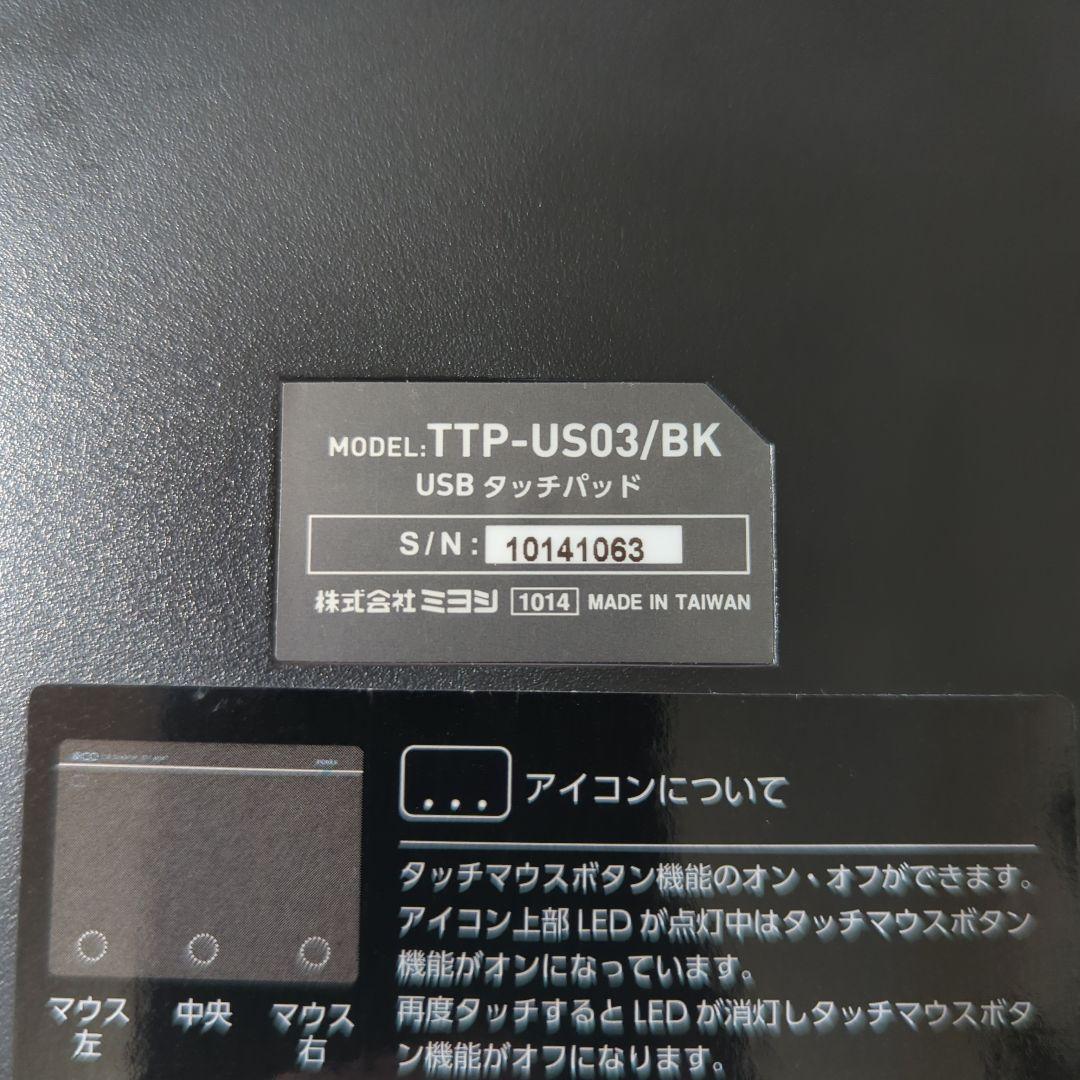 MODEL:TTP-US03/BK
USB タッチパッド
S/N: 10141063
株式会社ミヨシ 1014 MADE IN TAIWAN
アイコンについて
タッチマウスボタン機能のオン・オフができます。
アイコン上部 LED が点灯中はタッチマウスボタン
機能がオンになっています。
再度タッチすると LED が消灯しタッチマウスボタ
ン機能がオフになります。
マウス
左
中央
マウス
右